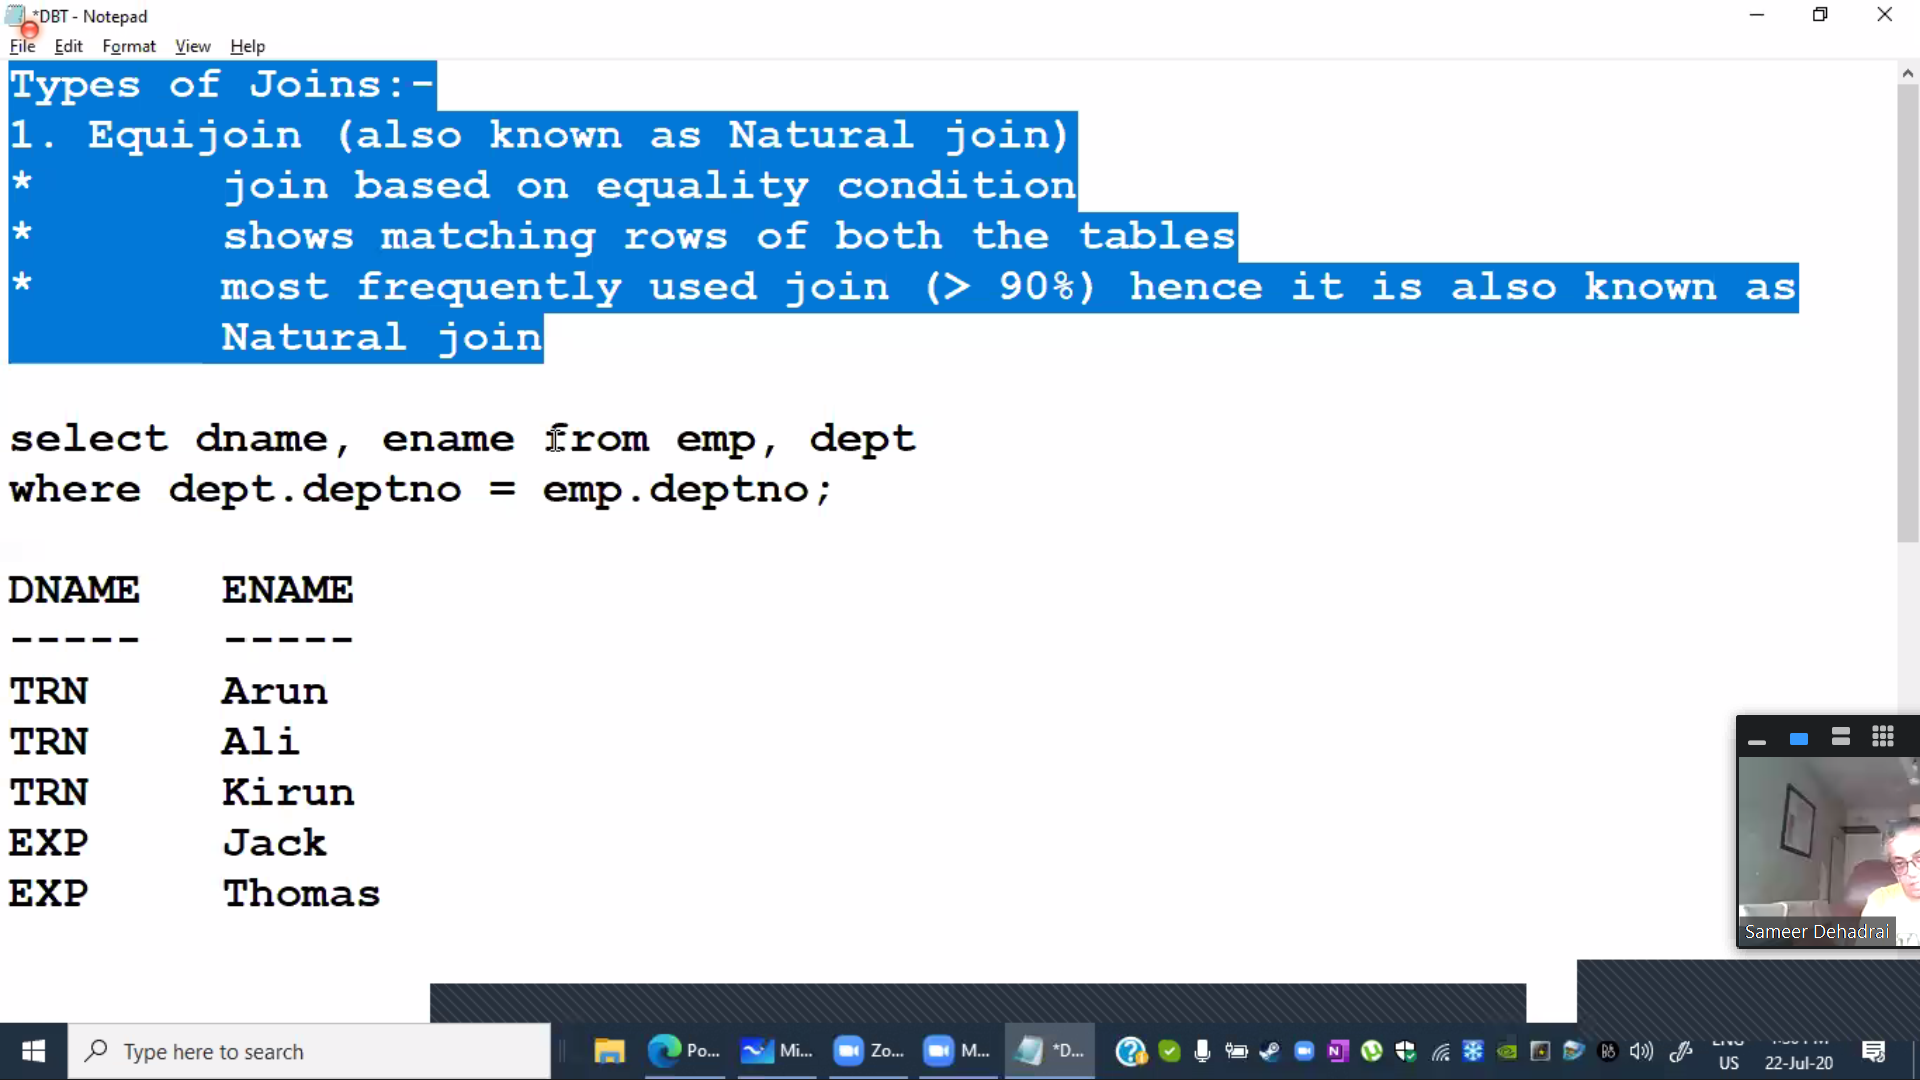 *DBT - Notepad
File Edit Format View Help
Types of Joins:-
1. Equijoin (also known as Natural join)
* join based on equality condition
* shows matching rows of both the tables
* most frequently used join (> 90%) hence it is also known as
Natural join
select dname, ename from emp, dept
where dept.deptno = emp.deptno;
DNAME ENAME
----- -----
TRN Arun
TRN Ali
TRN Kirun
EXP Jack
EXP Thomas
Sameer Dehadrai
Type here to search
Po...
Mi...
Zo...
M...
*D...
US
22-Jul-20